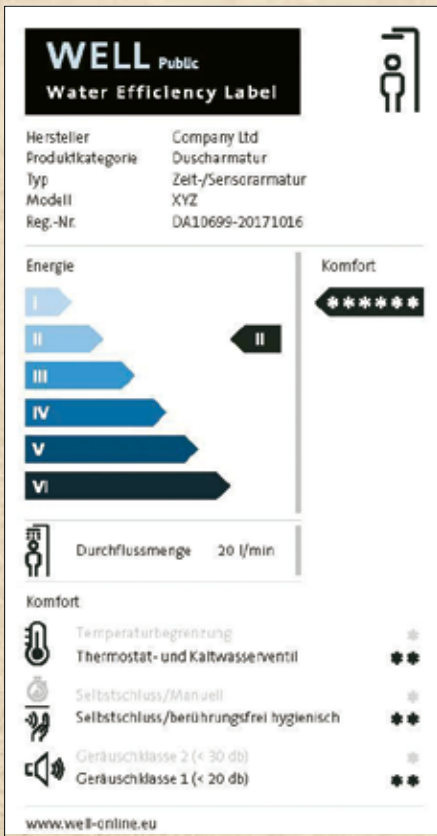 WELL Public
Water Efficiency Label
Hersteller Company Ltd
Produktkategorie Duscharmatur
Typ Zeit-/Sensorarmatur
Modell XYZ
Reg.-Nr. DA10699-20171016
Energie Komfort
I ******
II II
III
IV
V
VI
Durchflussmenge 20 l/min
Komfort
Temperaturbegrenzung *
Thermostat- und Kaltwasserventil **
Selbstschluss/Manuell *
Selbstschluss/berührungsfrei hygienisch **
Geräuschklasse 2 (< 30 db) *
Geräuschklasse 1 (< 20 db) **
www.well-online.eu